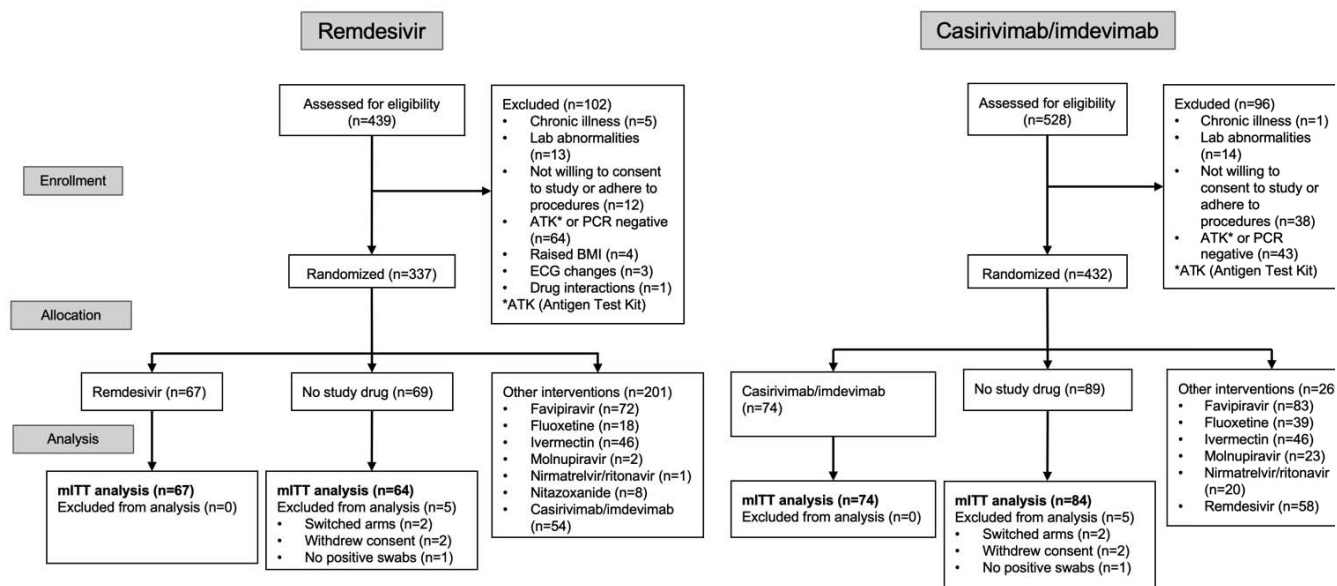 Remdesivir
Assessed for eligibility
(n=439)
Excluded (n=102)
• Chronic illness (n=5)
• Lab abnormalities
(n=13)
• Not willing to consent
to study or adhere to
procedures (n=12)
• ATK* or PCR negative
(n=64)
• Raised BMI (n=4)
• ECG changes (n=3)
• Drug interactions (n=1)
*ATK (Antigen Test Kit)
Enrollment
Randomized (n=337)
Allocation
Remdesivir (n=67)
No study drug (n=69)
Other interventions (n=201)
• Favipiravir (n=72)
• Fluoxetine (n=18)
• Ivermectin (n=46)
• Molnupiravir (n=2)
• Nirmatrelvir/ritonavir (n=1)
• Nitazoxanide (n=8)
• Casirivimab/imdevimab
(n=54)
Analysis
mITT analysis (n=67)
Excluded from analysis (n=0)
mITT analysis (n=64)
Excluded from analysis (n=5)
• Switched arms (n=2)
• Withdrew consent (n=2)
• No positive swabs (n=1)
Casirivimab/imdevimab
Assessed for eligibility
(n=528)
Excluded (n=96)
• Chronic illness (n=1)
• Lab abnormalities
(n=14)
• Not willing to
consent to study or
adhere to
procedures (n=38)
• ATK* or PCR
negative (n=43)
*ATK (Antigen Test Kit)
Randomized (n=432)
Casirivimab/imdevimab
(n=74)
No study drug (n=89)
Other interventions (n=26
• Favipiravir (n=83)
• Fluoxetine (n=39)
• Ivermectin (n=46)
• Molnupiravir (n=23)
• Nirmatrelvir/ritonavir
(n=20)
• Remdesivir (n=58)
mITT analysis (n=74)
Excluded from analysis (n=0)
mITT analysis (n=84)
Excluded from analysis (n=5)
• Switched arms (n=2)
• Withdrew consent (n=2)
• No positive swabs (n=1)